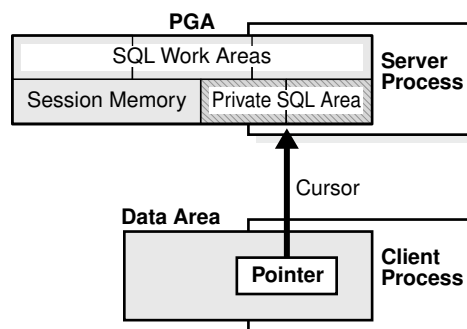 PGA
SQL Work Areas
Server
Process
Session Memory
Private SQL Area
Cursor
Data Area
Pointer
Client
Process